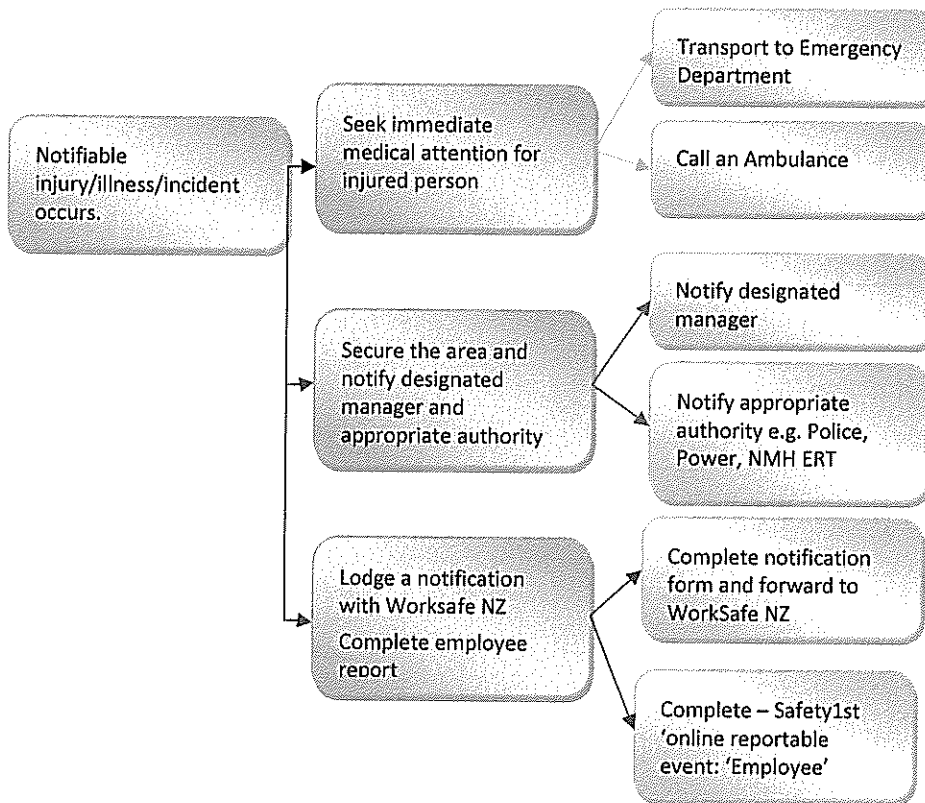 Notifiable
injury/illness/incident
occurs.
Seek immediate
medical attention for
injured person
Transport to Emergency
Department
Call an Ambulance
Secure the area and
notify designated
manager and
appropriate authority
Notify designated
manager
Notify appropriate
authority e.g. Police,
Power, NMH ERT
Lodge a notification
with Worksafe NZ
Complete employee
report
Complete notification
form and forward to
WorkSafe NZ
Complete – Safety1st
‘online reportable
event: ‘Employee’